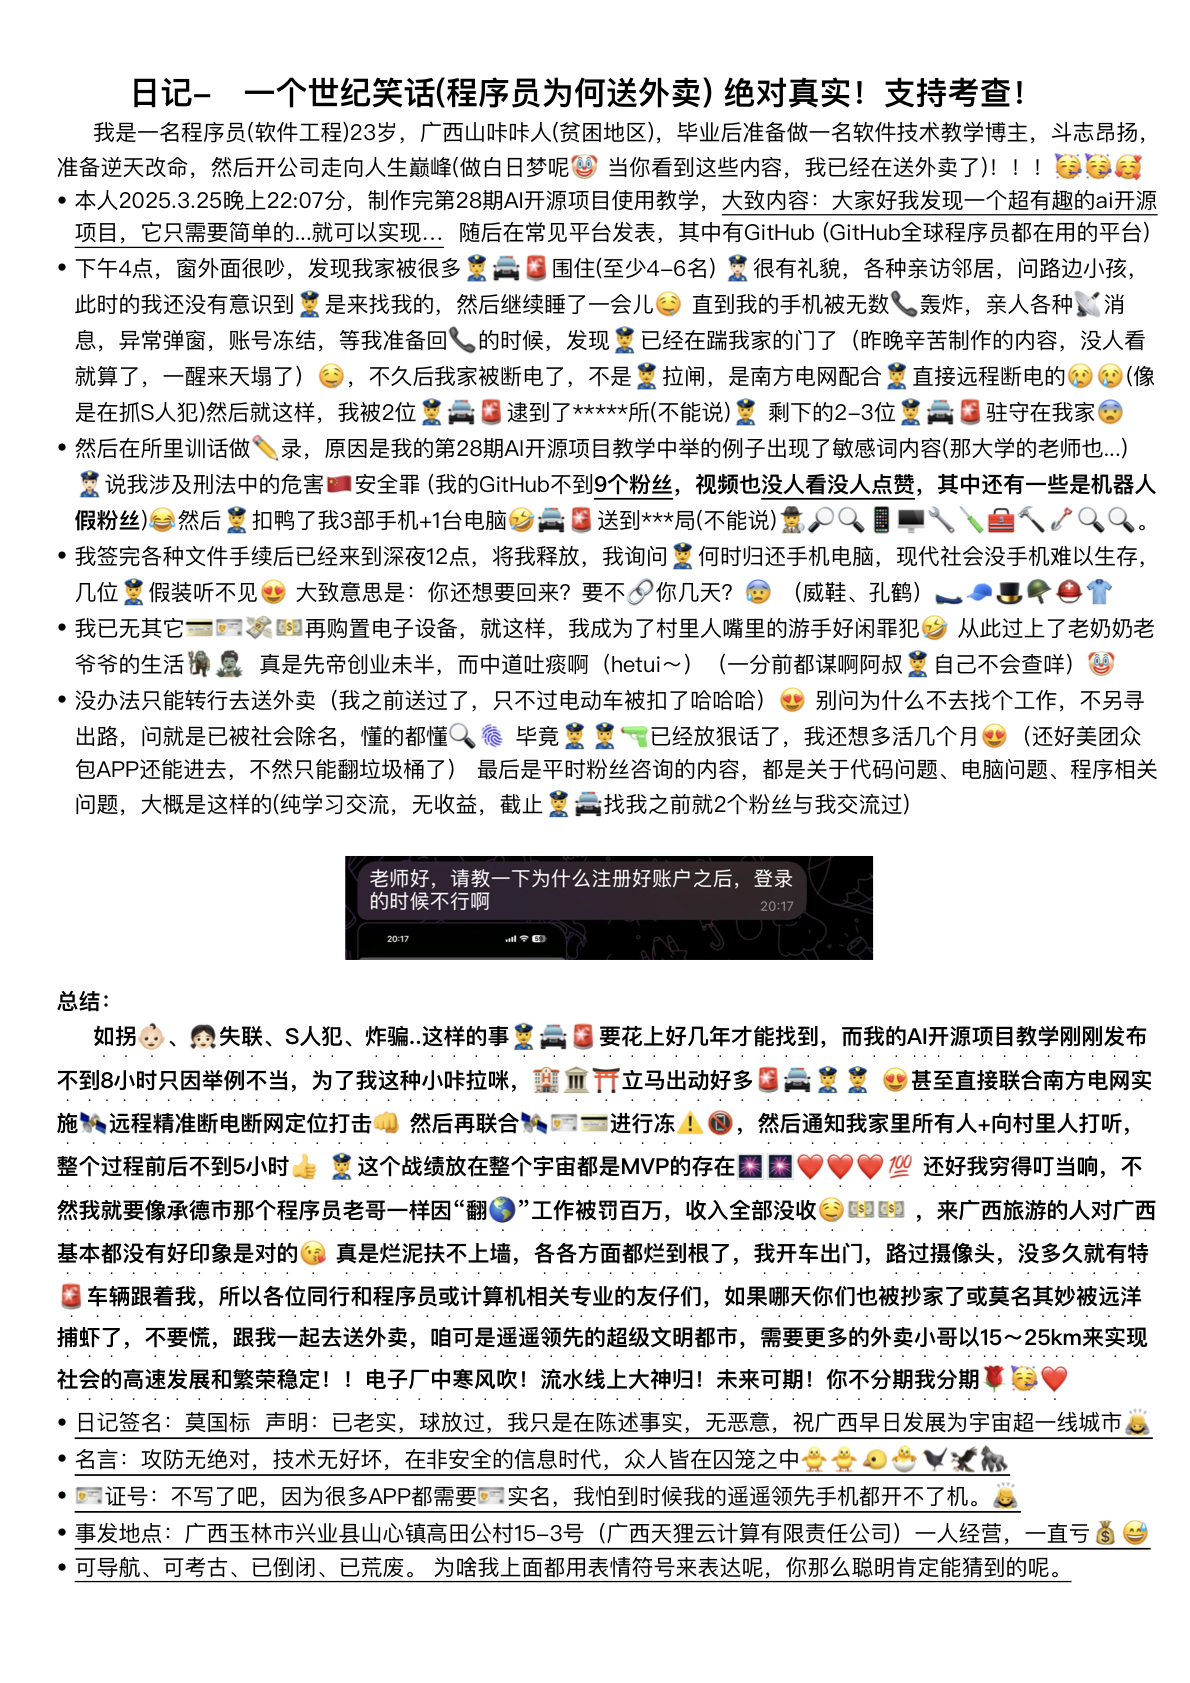 日记– 一个世纪笑话(程序员为何送外卖) 绝对真实！支持考查！
我是一名程序员(软件工程)23岁，广西山咔咔人(贫困地区)，毕业后准备做一名软件技术教学博主，斗志昂扬，
准备逆天改命，然后开公司走向人生巅峰(做白日梦呢🤡 当你看到这些内容，我已经在送外卖了)！！！🥳🥳🥰
• 本人2025.3.25晚上22:07分，制作完第28期AI开源项目使用教学，大致内容：大家好我发现一个超有趣的ai开源
项目，它只需要简单的...就可以实现... 随后在常见平台发表，其中有GitHub (GitHub全球程序员都在用的平台)
• 下午4点，窗外面很吵，发现我家被很多👮🚔🚨围住(至少4–6名) 👮🏻很有礼貌，各种亲访邻居，问路边小孩，
此时的我还没有意识到👮是来找我的，然后继续睡了一会儿🤤 直到我的手机被无数📞轰炸，亲人各种📡消
息，异常弹窗，账号冻结，等我准备回📞的时候，发现👮已经在踹我家的门了（昨晚辛苦制作的内容，没人看
就算了，一醒来天塌了）🤤，不久后我家被断电了，不是👮拉闸，是南方电网配合👮直接远程断电的😢😢(像
是在抓S人犯)然后就这样，我被2位👮🚔🚨逮到了*****所(不能说)👮 剩下的2–3位👮🚔🚨驻守在我家😨
• 然后在所里训话做✏️录，原因是我的第28期AI开源项目教学中举的例子出现了敏感词内容(那大学的老师也...)
👮🏻说我涉及刑法中的危害🇨🇳安全罪 (我的GitHub不到9个粉丝，视频也没人看没人点赞，其中还有一些是机器人
假粉丝)😂然后👮扣鸭了我3部手机+1台电脑🤣🚔🚨送到***局(不能说)🕵️🔎🔍📱🖥️🔧🪛🧰🔨⛏️🔍🔍。
• 我签完各种文件手续后已经来到深夜12点，将我释放，我询问👮何时归还手机电脑，现代社会没手机难以生存，
几位👮假装听不见😍 大致意思是：你还想要回来？要不🔗你几天？😰 （威鞋、孔鹤）🥿🧢🎩🪖⛑️👕
• 我已无其它💳🪪💸💵再购置电子设备，就这样，我成为了村里人嘴里的游手好闲罪犯🤣 从此过上了老奶奶老
爷爷的生活🧌🧟 真是先帝创业未半，而中道吐痰啊（hetui～）（一分前都谋啊阿叔👮自己不会查咩）🤡
• 没办法只能转行去送外卖（我之前送过了，只不过电动车被扣了哈哈哈）😍 别问为什么不去找个工作，不另寻
出路，问就是已被社会除名，懂的都懂🔍🫆 毕竟👮👮🔫已经放狠话了，我还想多活几个月😍（还好美团众
包APP还能进去，不然只能翻垃圾桶了） 最后是平时粉丝咨询的内容，都是关于代码问题、电脑问题、程序相关
问题，大概是这样的(纯学习交流，无收益，截止👮🚔找我之前就2个粉丝与我交流过)
老师好，请教一下为什么注册好账户之后，登录
的时候不行啊
20:17
20:17
总结：
如拐👶🏻、👧🏻失联、S人犯、炸骗..这样的事👮🚔🚨要花上好几年才能找到，而我的AI开源项目教学刚刚发布
不到8小时只因举例不当，为了我这种小咔拉咪，🏩🏛️⛩️立马出动好多🚨🚔👮👮 😍甚至直接联合南方电网实
施🛰️远程精准断电断网定位打击👊 然后再联合🛰️🪪💳进行冻⚠️📵，然后通知我家里所有人+向村里人打听，
整个过程前后不到5小时👍 👮这个战绩放在整个宇宙都是MVP的存在🎆🎆❤️❤️❤️💯 还好我穷得叮当响，不
然我就要像承德市那个程序员老哥一样因“翻🌎”工作被罚百万，收入全部没收🤤💵💵 ，来广西旅游的人对广西
基本都没有好印象是对的😘 真是烂泥扶不上墙，各各方面都烂到根了，我开车出门，路过摄像头，没多久就有特
🚨车辆跟着我，所以各位同行和程序员或计算机相关专业的友仔们，如果哪天你们也被抄家了或莫名其妙被远洋
捕虾了，不要慌，跟我一起去送外卖，咱可是遥遥领先的超级文明都市，需要更多的外卖小哥以15～25km来实现
社会的高速发展和繁荣稳定！！电子厂中寒风吹！流水线上大神归！未来可期！你不分期我分期🌹🥳❤️
• 日记签名：莫国标 声明：已老实，球放过，我只是在陈述事实，无恶意，祝广西早日发展为宇宙超一线城市🙇
• 名言：攻防无绝对，技术无好坏，在非安全的信息时代，众人皆在囚笼之中🐥🐥🐤🐣🐦‍⬛🦅🦍
• 🪪证号：不写了吧，因为很多APP都需要🪪实名，我怕到时候我的遥遥领先手机都开不了机。🙇
• 事发地点：广西玉林市兴业县山心镇高田公村15–3号（广西天狸云计算有限责任公司）一人经营，一直亏💰😅
• 可导航、可考古、已倒闭、已荒废。 为啥我上面都用表情符号来表达呢，你那么聪明肯定能猜到的呢。